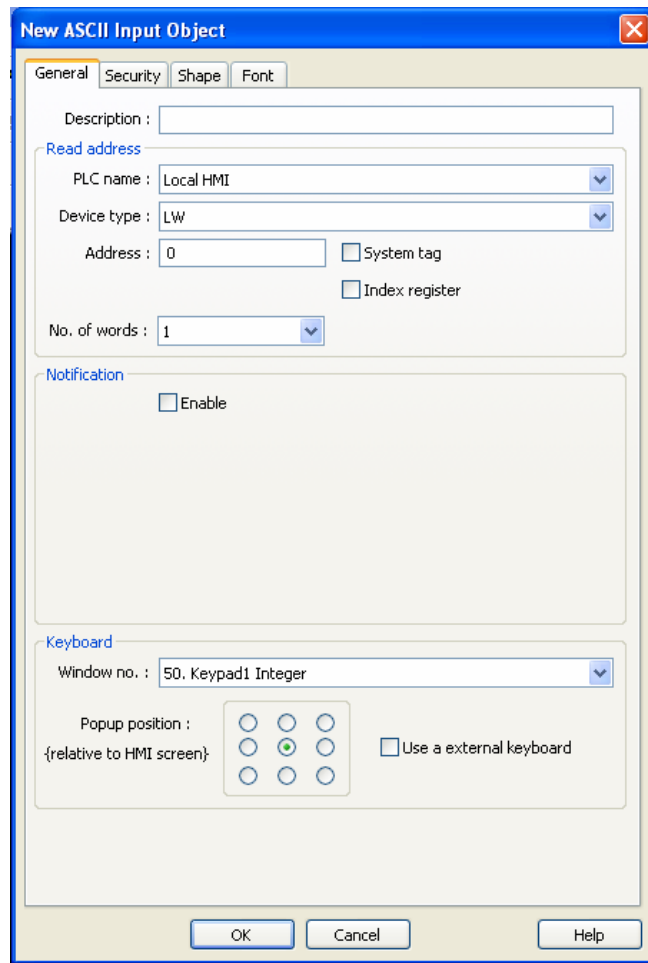 New ASCII Input Object
General Security Shape Font
Description :
Read address
PLC name : Local HMI
Device type : LW
Address : 0 System tag
Index register
No. of words : 1
Notification
Enable
Keyboard
Window no. : 50. Keypad1 Integer
Popup position :
{relative to HMI screen} Use a external keyboard
OK Cancel Help